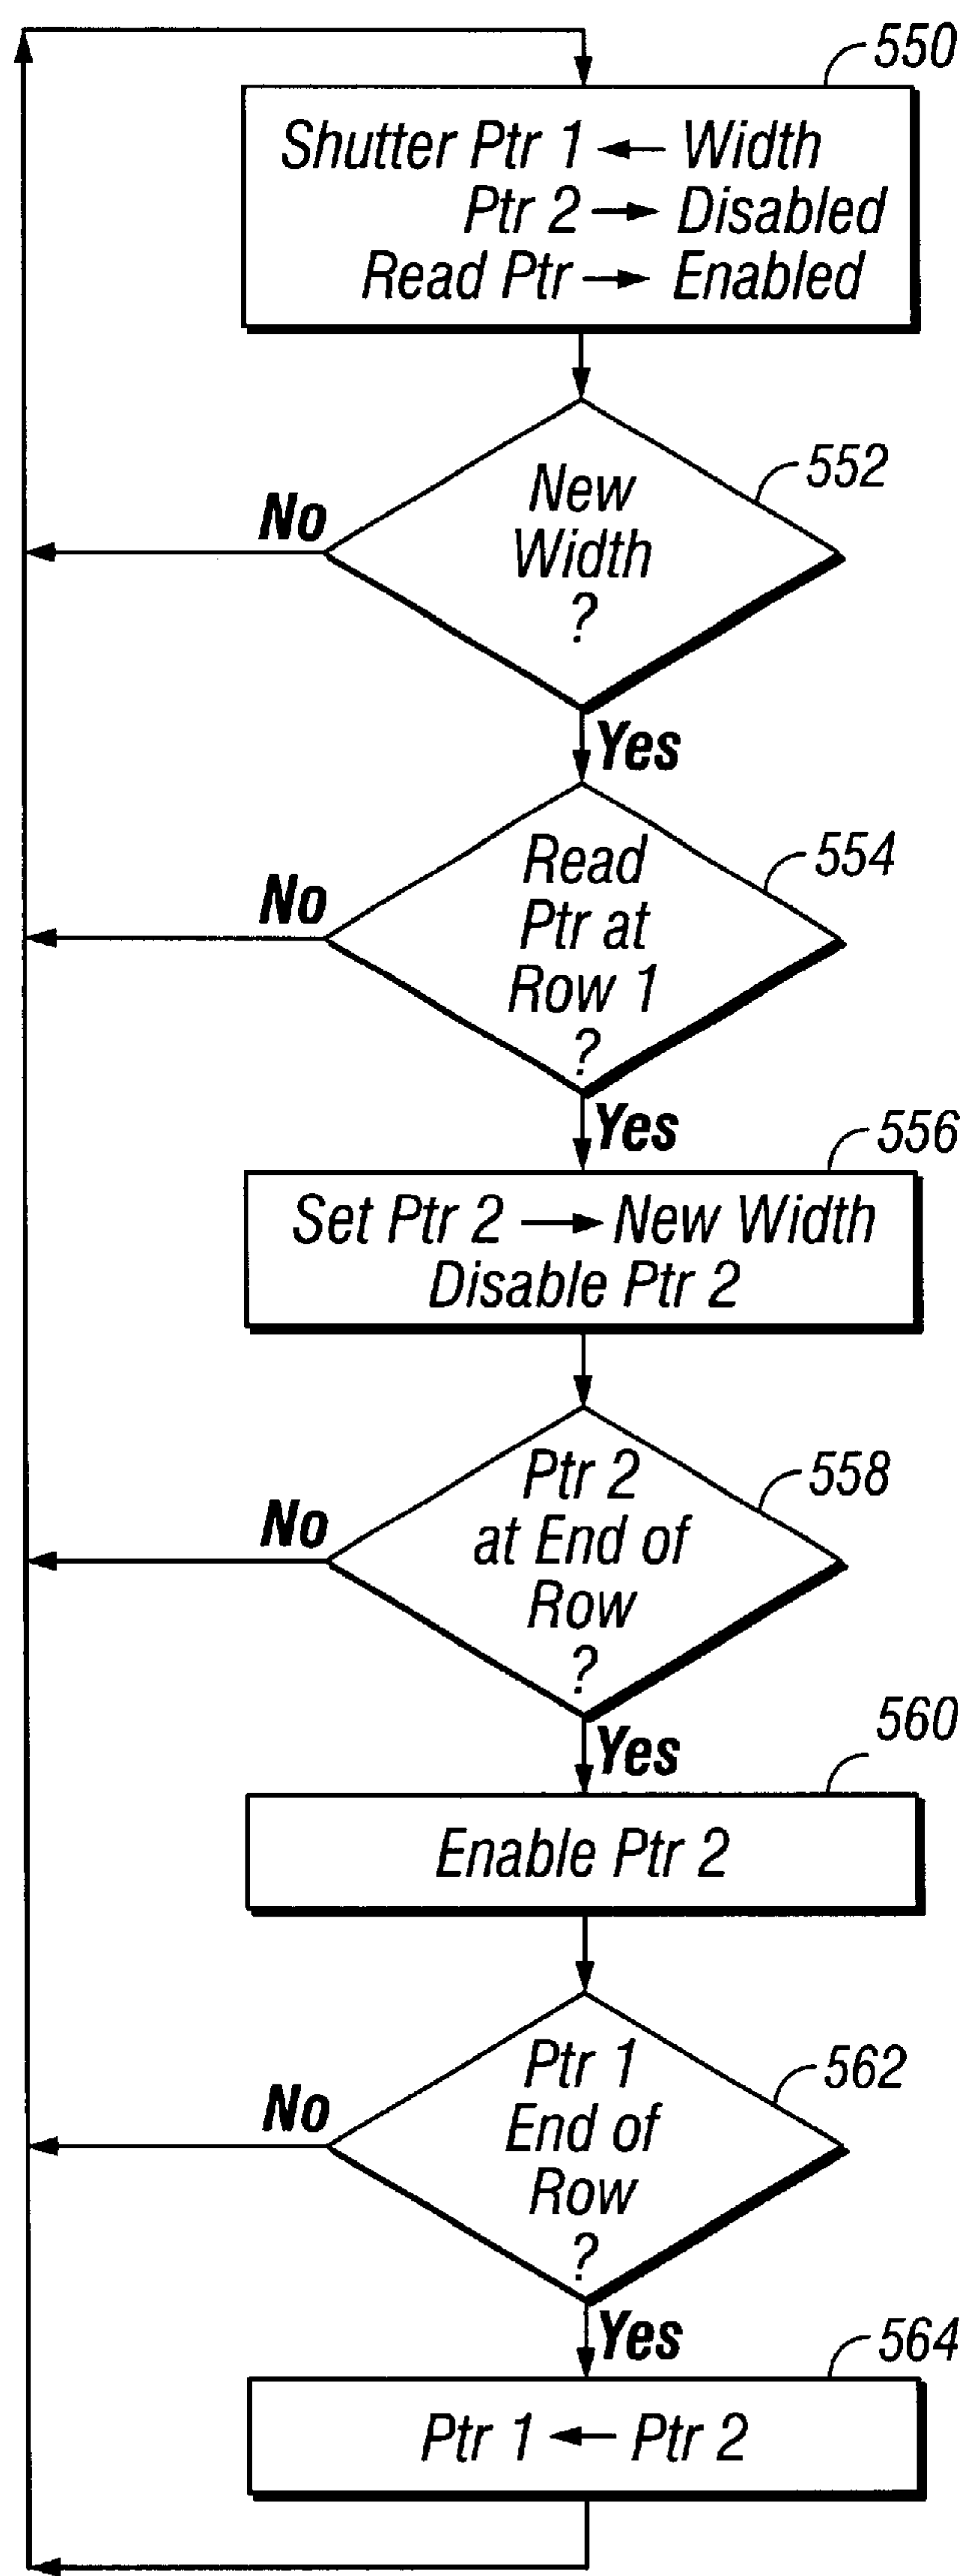 550
Shutter Ptr 1 ← Width
Ptr 2 → Disabled
Read Ptr → Enabled
552
New
Width
?
No
Yes
554
Read
Ptr at
Row 1
?
No
Yes
556
Set Ptr 2 → New Width
Disable Ptr 2
558
Ptr 2
at End of
Row
?
No
Yes
560
Enable Ptr 2
562
Ptr 1
End of
Row
?
No
Yes
564
Ptr 1 ← Ptr 2